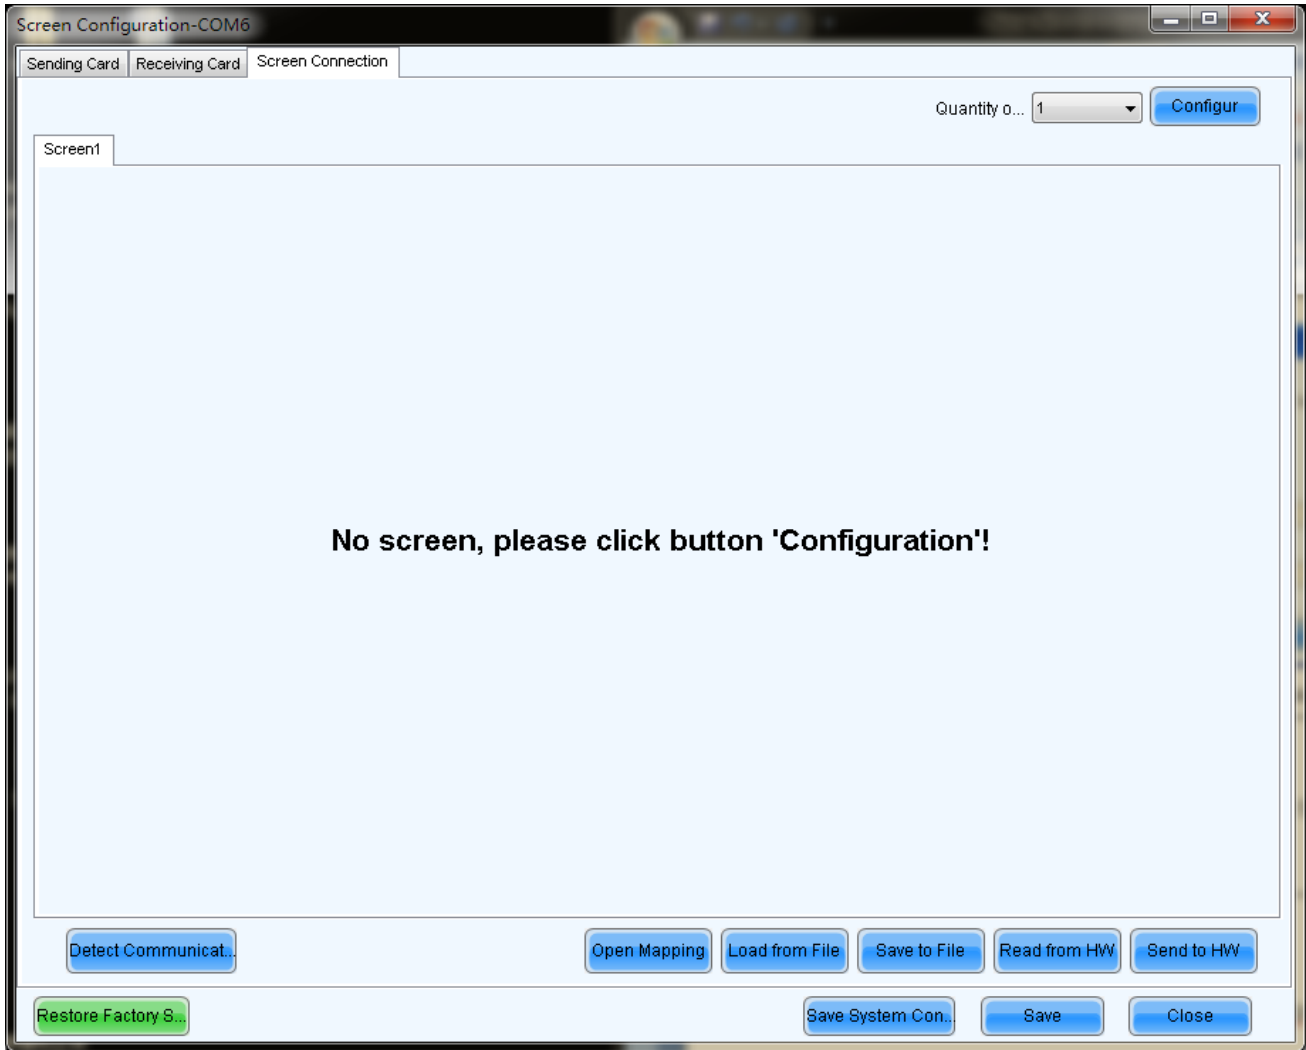 Screen Configuration-COM6
Sending Card Receiving Card Screen Connection
Quantity o... 1 Configur
Screen1
No screen, please click button 'Configuration'!
Detect Communicat... Open Mapping Load from File Save to File Read from HW Send to HW
Restore Factory S... Save System Con... Save Close